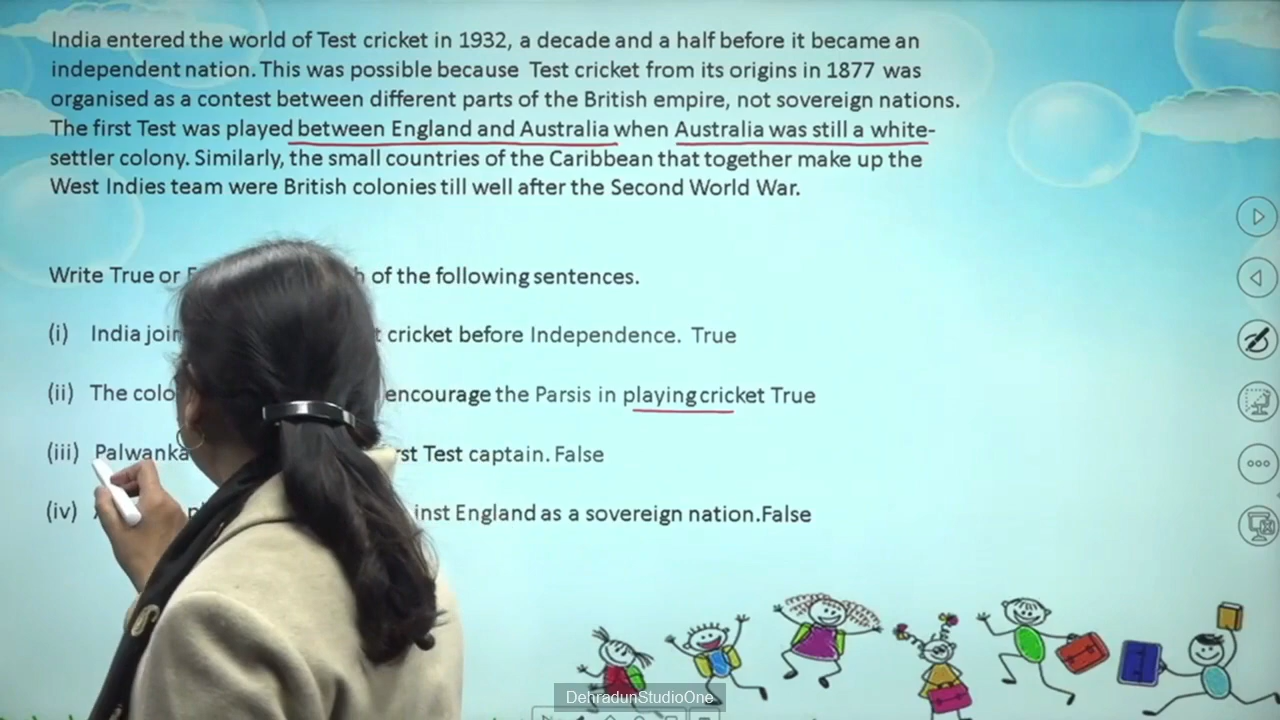 India entered the world of Test cricket in 1932, a decade and a half before it became an
independent nation. This was possible because Test cricket from its origins in 1877 was
organised as a contest between different parts of the British empire, not sovereign nations.
The first Test was played between England and Australia when Australia was still a white-
settler colony. Similarly, the small countries of the Caribbean that together make up the
West Indies team were British colonies till well after the Second World War.
Write True or of the following sentences.
(i) India cricket before Independence. True
(ii) The encourage the Parsis in playing cricket True
(iii) Test captain. False
(iv) England as a sovereign nation.False
DehradunStudioOne